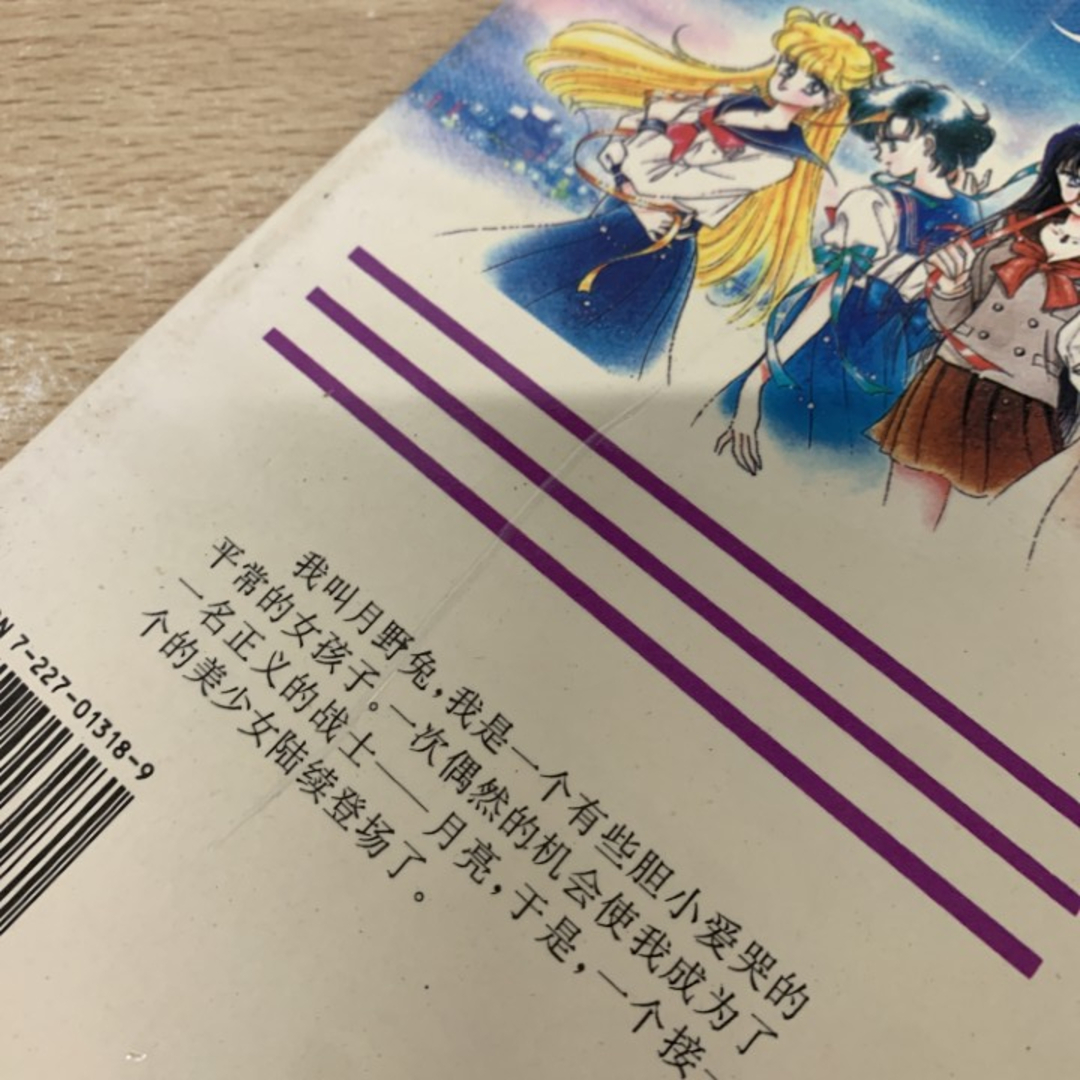 我叫月野兔，我是一个有些胆小爱哭的
平常的女孩子。一次偶然的机会使我成为了
一名正义的战士——月亮，于是，一个接一
个的美少女陆续登场了。
N 7-227-01318-9